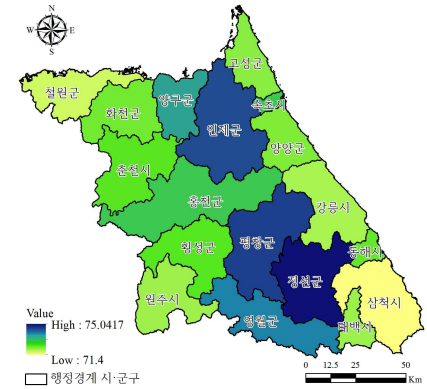 N
W E
S
고성군
철원군
양구군
속초시
화천군
인제군
양양군
춘천시
홍천군
강릉시
횡성군
평창군
동해시
정선군
원주시
삼척시
영월군
태백시
Value
High : 75.0417
Low : 71.4
행정경계 시·군구
0 12.5 25 50
Km